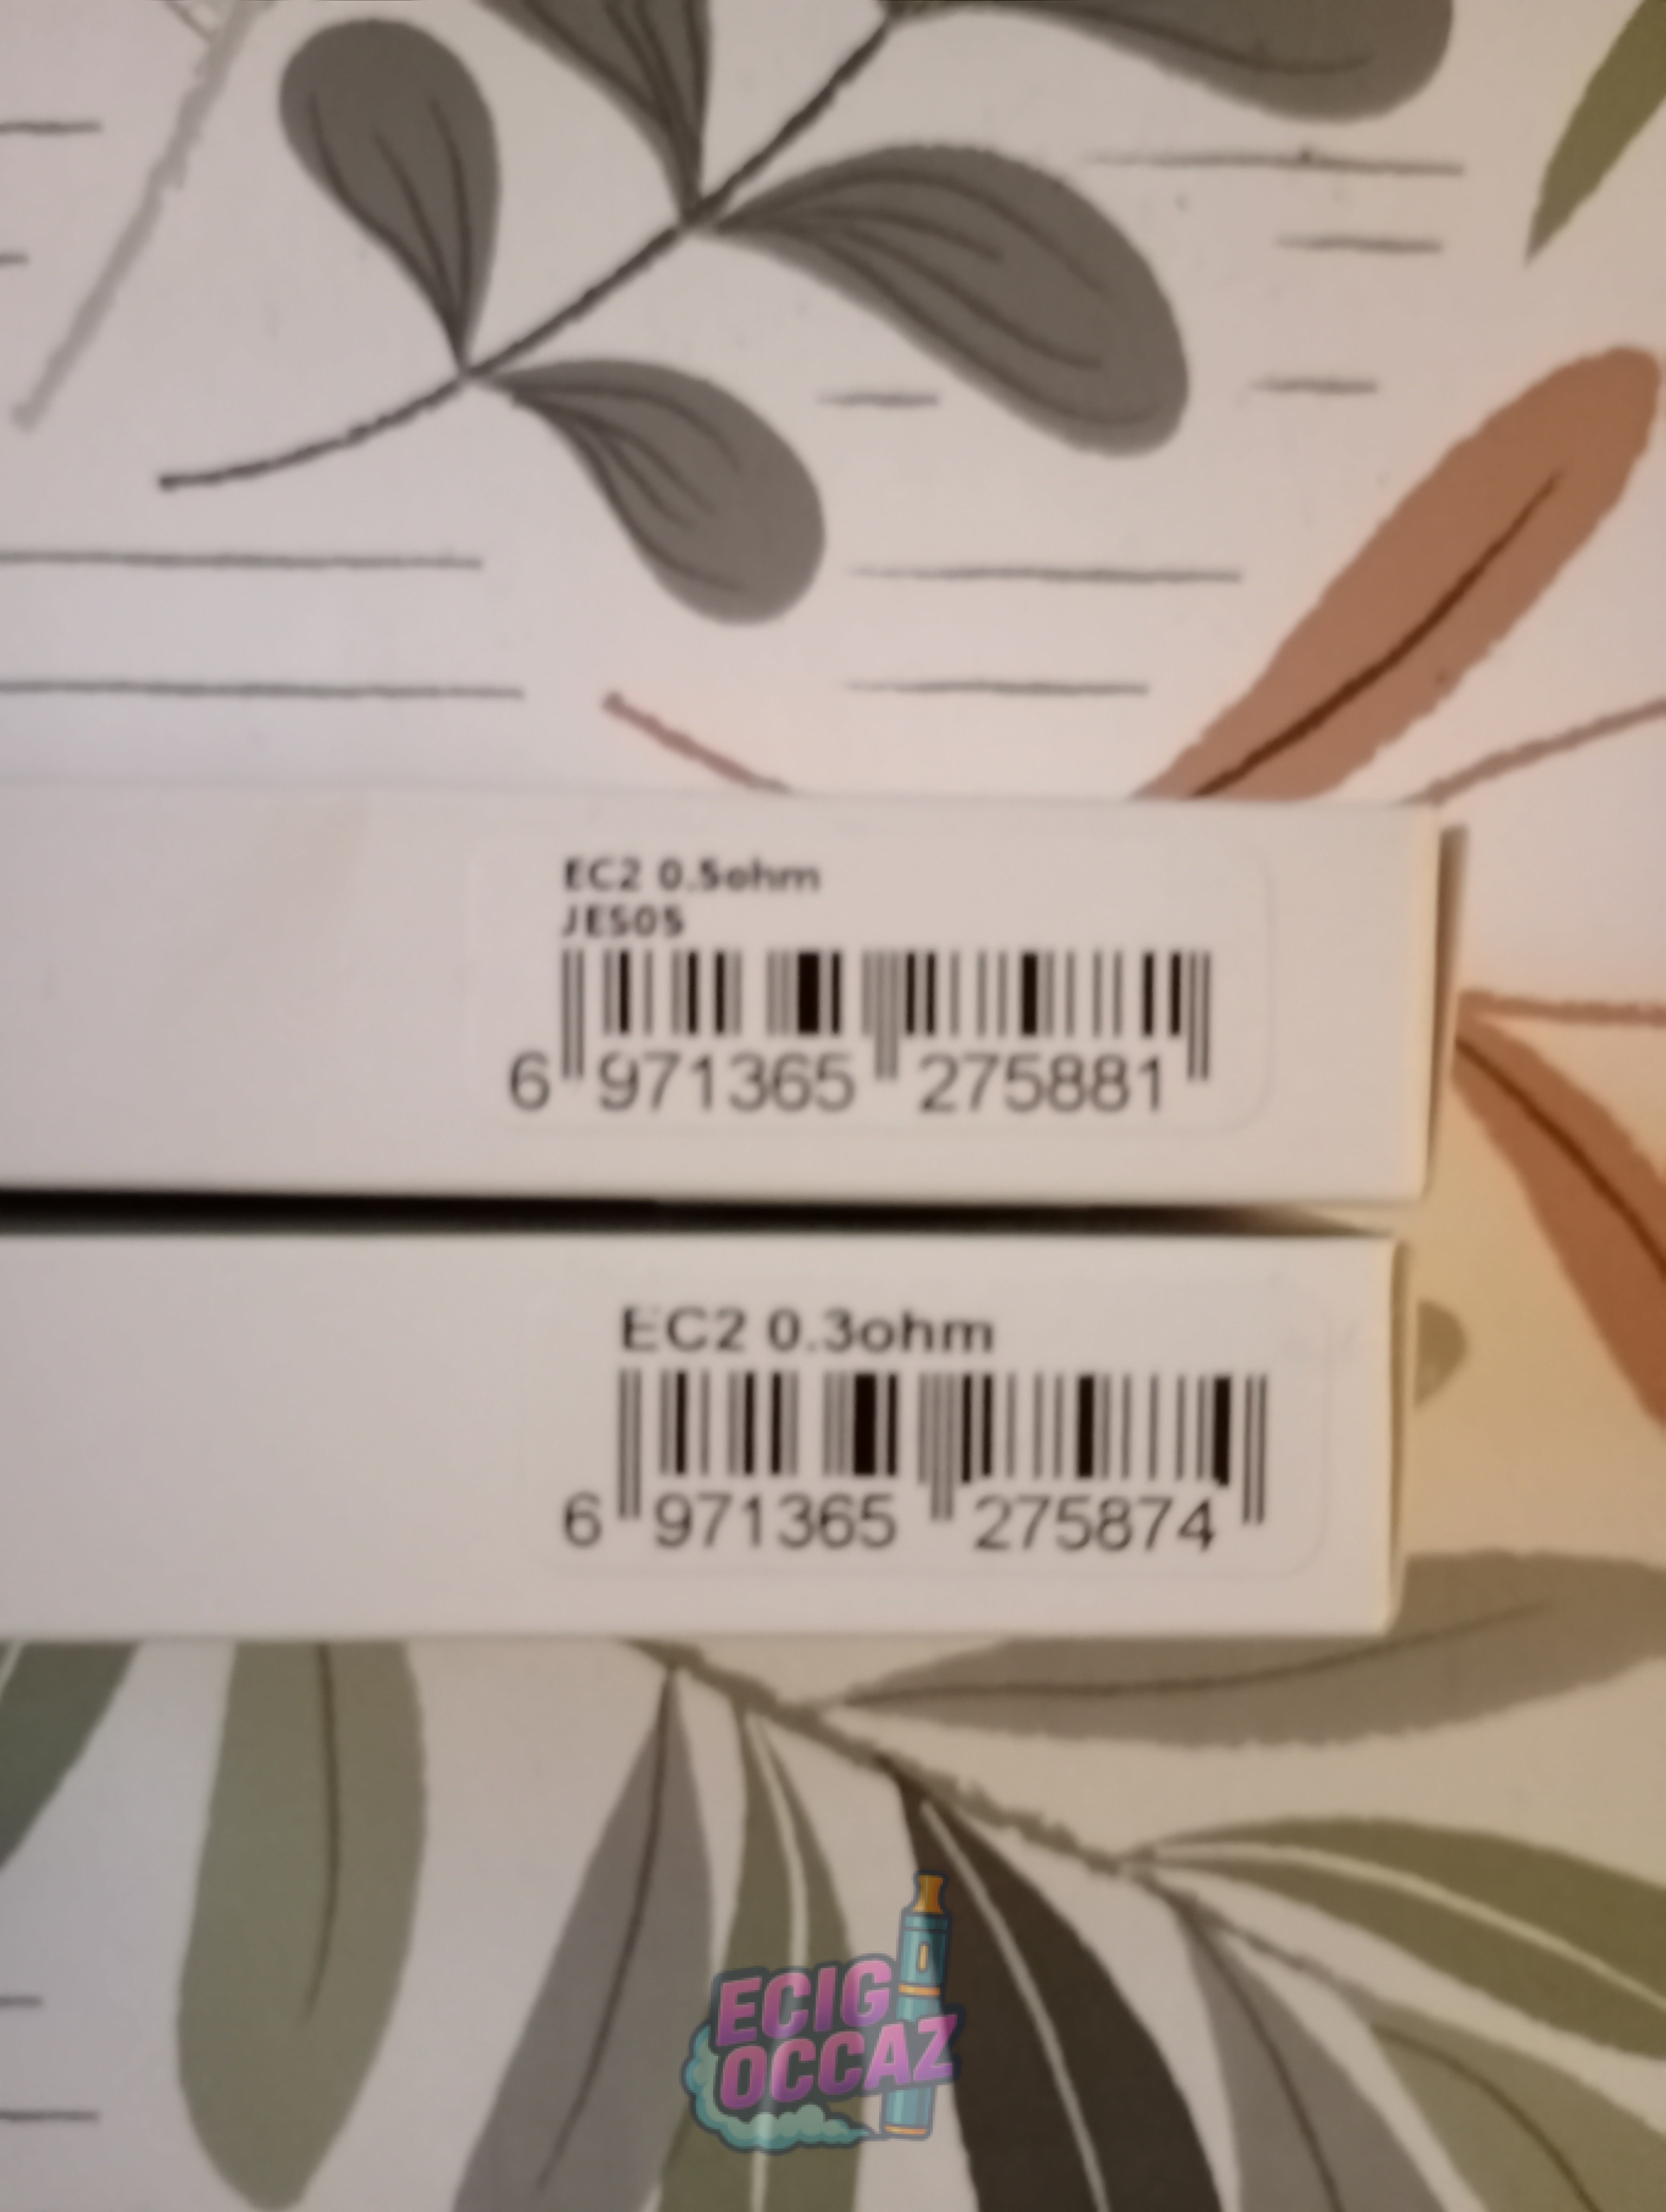 EC2 0.5ohm
JES05
6 971365 275881
EC2 0.3ohm
6 971365 275874
ECIG
OCCAZ